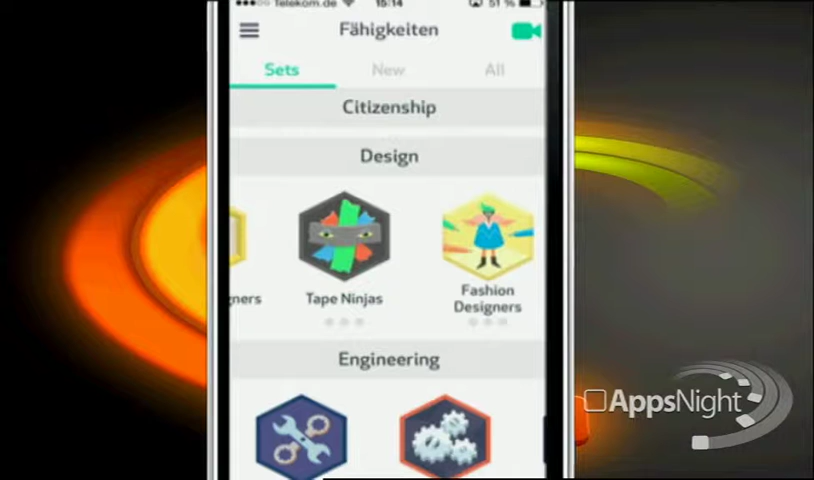 Telekom.de 15:14 51 %
Fähigkeiten
Sets New All
Citizenship
Design
gners Tape Ninjas Fashion
Designers
Engineering
AppsNight